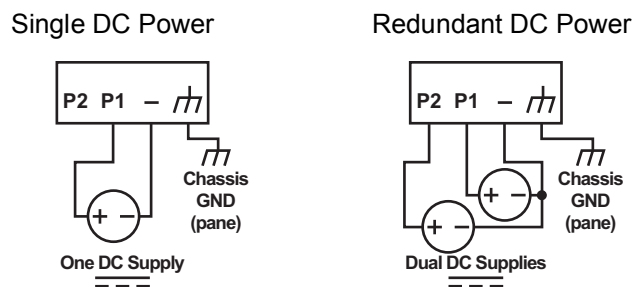 Single DC Power
P2 P1 –
Chassis
GND
(pane)
+ –
One DC Supply
Redundant DC Power
P2 P1 –
Chassis
GND
(pane)
+ –
+ –
Dual DC Supplies